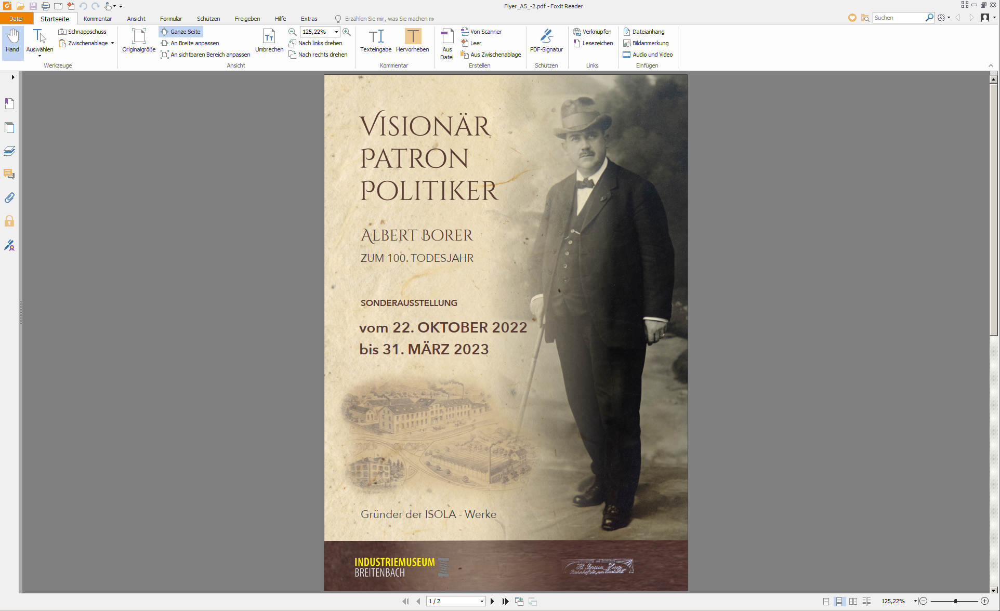 Flyer_A5_-2.pdf - Foxit Reader
Datei
Startseite
Kommentar
Ansicht
Formular
Schützen
Freigeben
Hilfe
Extras
Erzählen Sie mir, was Sie machen m
Suchen
Hand
Auswählen
Schnappschuss
Zwischenablage
Werkzeuge
Originalgröße
Ganze Seite
An Breite anpassen
An sichtbaren Bereich anpassen
Umbrechen
125,22%
Nach links drehen
Nach rechts drehen
Ansicht
Texteingabe
Hervorheben
Kommentar
Aus
Datei
Von Scanner
Leer
Aus Zwischenablage
Erstellen
PDF-Signatur
Schützen
Verknüpfen
Lesezeichen
Links
Dateianhang
Bildanmerkung
Audio und Video
Einfügen
VISIONÄR
PATRON
POLITIKER
ALBERT BORER
ZUM 100. TODESJAHR
SONDERAUSSTELLUNG
vom 22. OKTOBER 2022
bis 31. MÄRZ 2023
Gründer der ISOLA - Werke
INDUSTRIEMUSEUM
BREITENBACH
1 / 2
125,22%